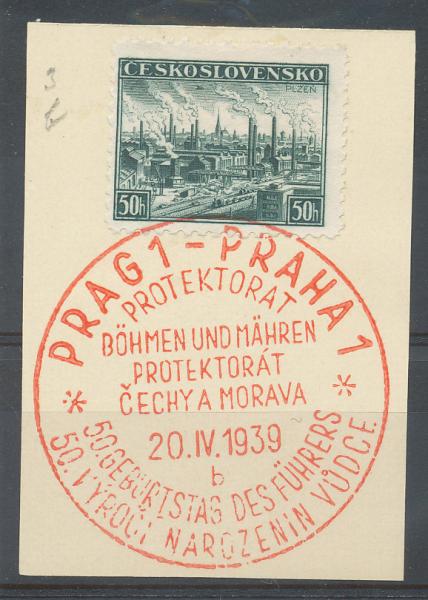 ČESKOSLOVENSKO
PLZEŇ
50h
50h
PRAG 1 - PRAHA 1
PROTEKTORAT
BÖHMEN UND MÄHREN
PROTEKTORÁT
ČECHY A MORAVA
20.IV.1939
b
50. GEBURTSTAG DES FÜHRERS
50. VÝROČÍ NAROZENIN VŮDCE